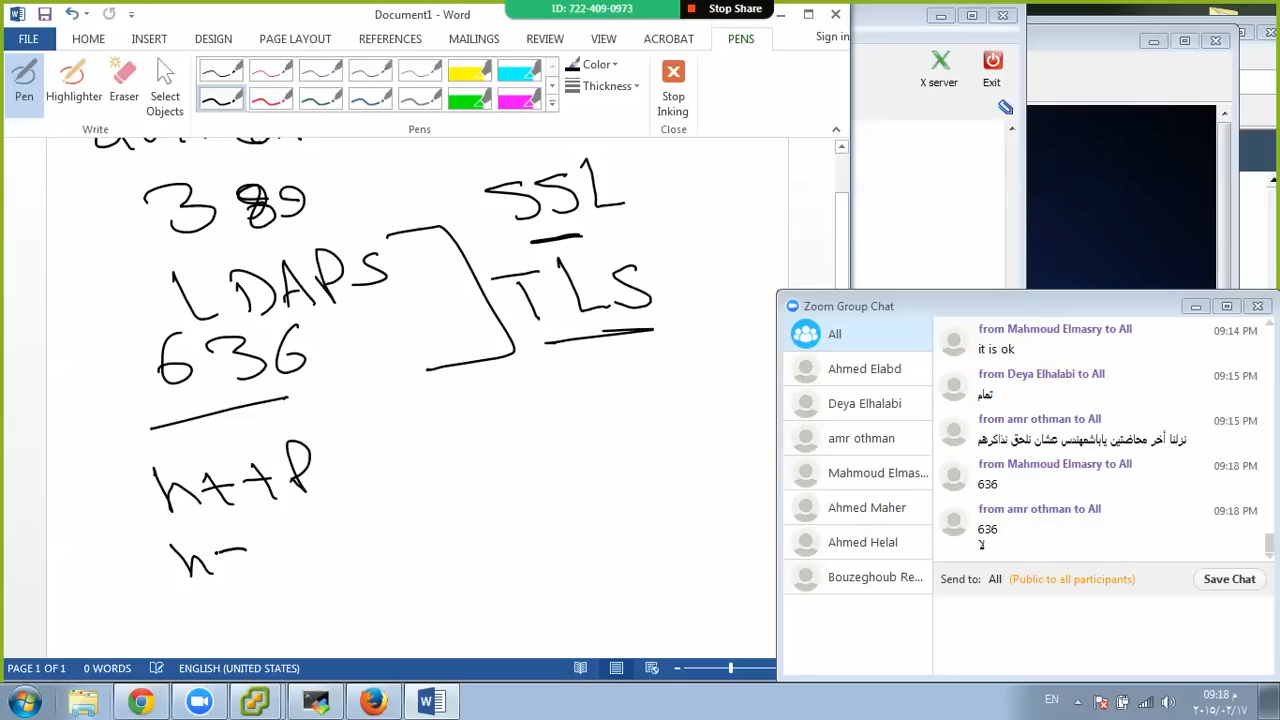 Document1 - Word
ID: 722-409-0973
Stop Share
FILE HOME INSERT DESIGN PAGE LAYOUT REFERENCES MAILINGS REVIEW VIEW ACROBAT PENS Sign in
Pen
Highlighter
Eraser
Select Objects
Color
Thickness
Stop Inking
Write
Pens
Close
X server
Exit
389
SSL
LDAPS
TLS
636
http
h
Zoom Group Chat
All
Ahmed Elabd
Deya Elhalabi
amr othman
Mahmoud Elmas...
Ahmed Maher
Ahmed Helal
Bouzeghoub Re...
from Mahmoud Elmasry to All 09:14 PM
it is ok
from Deya Elhalabi to All 09:15 PM
تمام
from amr othman to All 09:15 PM
نزلنا أخر محاضتين ياباشمهندس عشان نلحق نذاكرهم
from Mahmoud Elmasry to All 09:18 PM
636
from amr othman to All 09:18 PM
636
لا
Send to: All (Public to all participants) Save Chat
PAGE 1 OF 1 0 WORDS ENGLISH (UNITED STATES)
EN
09:18 م
٢٠١٥/٠٢/١٧